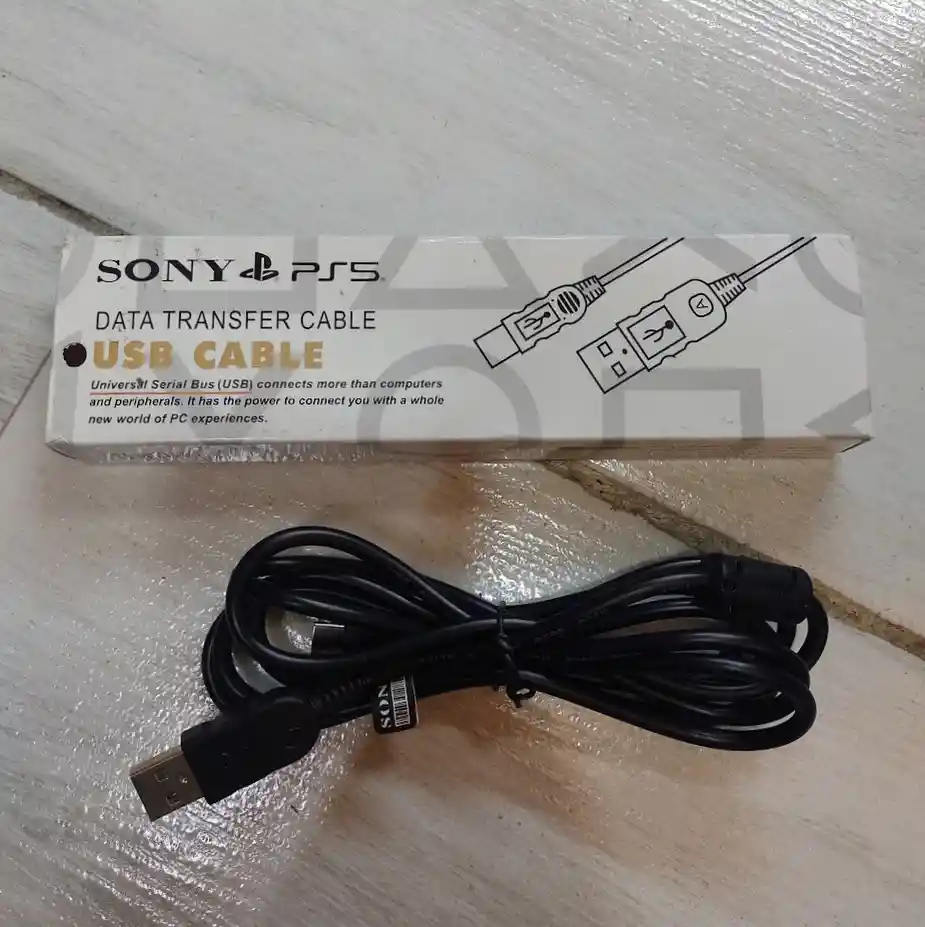 SONY PS5
DATA TRANSFER CABLE
USB CABLE
Universal Serial Bus (USB) connects more than computers
and peripherals. It has the power to connect you with a whole
new world of PC experiences.
A
SON